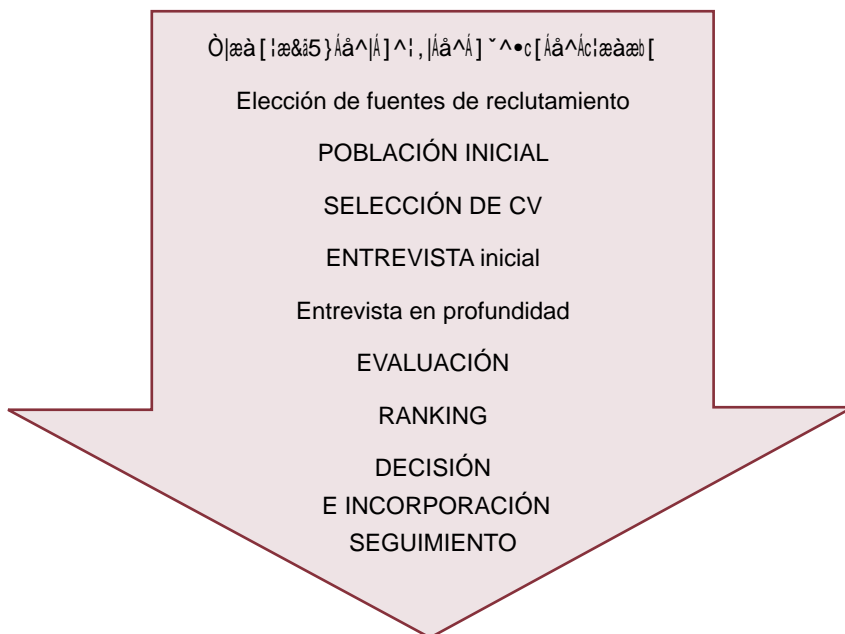 Elección de fuentes de reclutamiento
POBLACIÓN INICIAL
SELECCIÓN DE CV
ENTREVISTA inicial
Entrevista en profundidad
EVALUACIÓN
RANKING
DECISIÓN
E INCORPORACIÓN
SEGUIMIENTO